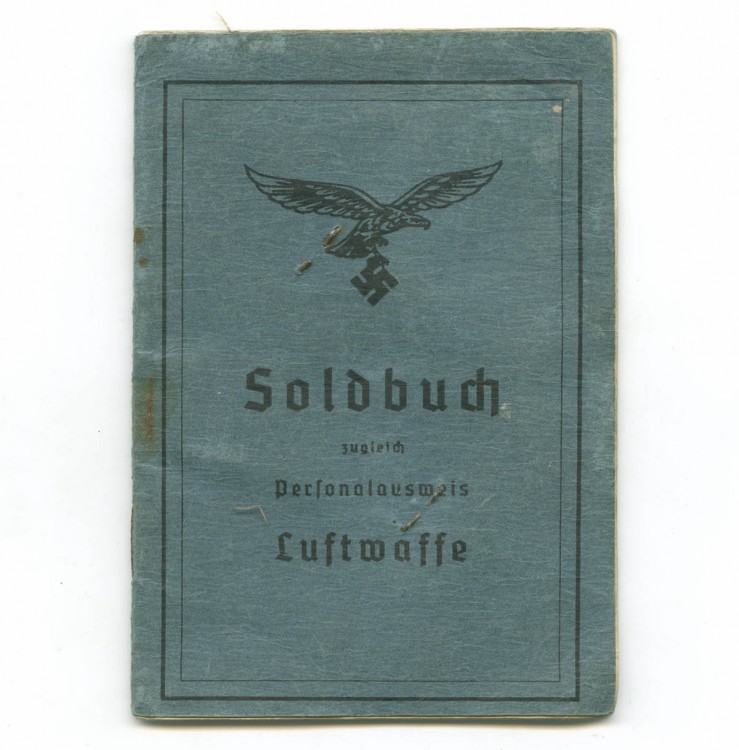 Soldbuch
zugleich
Personalausweis
Luftwaffe